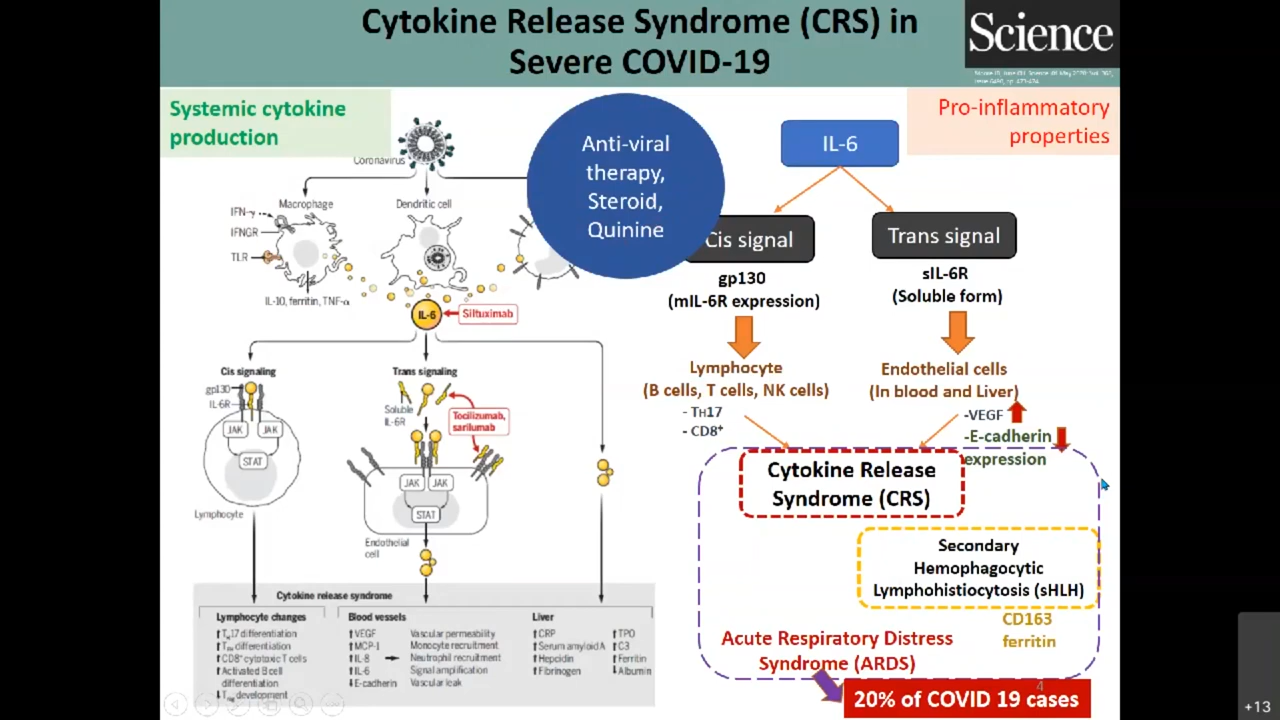 Cytokine Release Syndrome (CRS) in
Severe COVID-19
Science
Systemic cytokine
production
Pro-inflammatory
properties
Coronavirus
Macrophage
Dendritic cell
IFN-γ
IFNGR
TLR
IL-10, ferritin, TNF-α
IL-6
Siltuximab
Cis signaling
gp130
IL-6R
JAK
JAK
STAT
Lymphocyte
Trans signaling
Soluble
IL-6R
Tocilizumab,
sarilumab
JAK
JAK
STAT
Endothelial
cell
Cytokine release syndrome
Lymphocyte changes
↑TH17 differentiation
differentiation
↑CD8+ cytotoxic T cells
↑Activated B cell
differentiation
development
Blood vessels
↑VEGF
↑MCP-1
↑IL-8
↑IL-6
↓E-cadherin
Vascular permeability
Monocyte recruitment
Neutrophil recruitment
Signal amplification
Vascular leak
Liver
↑CRP
↑Serum amyloid A
↑Hepcidin
↑Fibrinogen
↑TPO
↑C3
↑Ferritin
↓Albumin
Anti-viral
therapy,
Steroid,
Quinine
IL-6
Cis signal
Trans signal
gp130
(mIL-6R expression)
sIL-6R
(Soluble form)
Lymphocyte
(B cells, T cells, NK cells)
- TH17
- CD8+
Endothelial cells
(In blood and Liver)
-VEGF
-E-cadherin
expression
Cytokine Release
Syndrome (CRS)
Secondary
Hemophagocytic
Lymphohistiocytosis (sHLH)
CD163
ferritin
Acute Respiratory Distress
Syndrome (ARDS)
4
20% of COVID 19 cases
+13